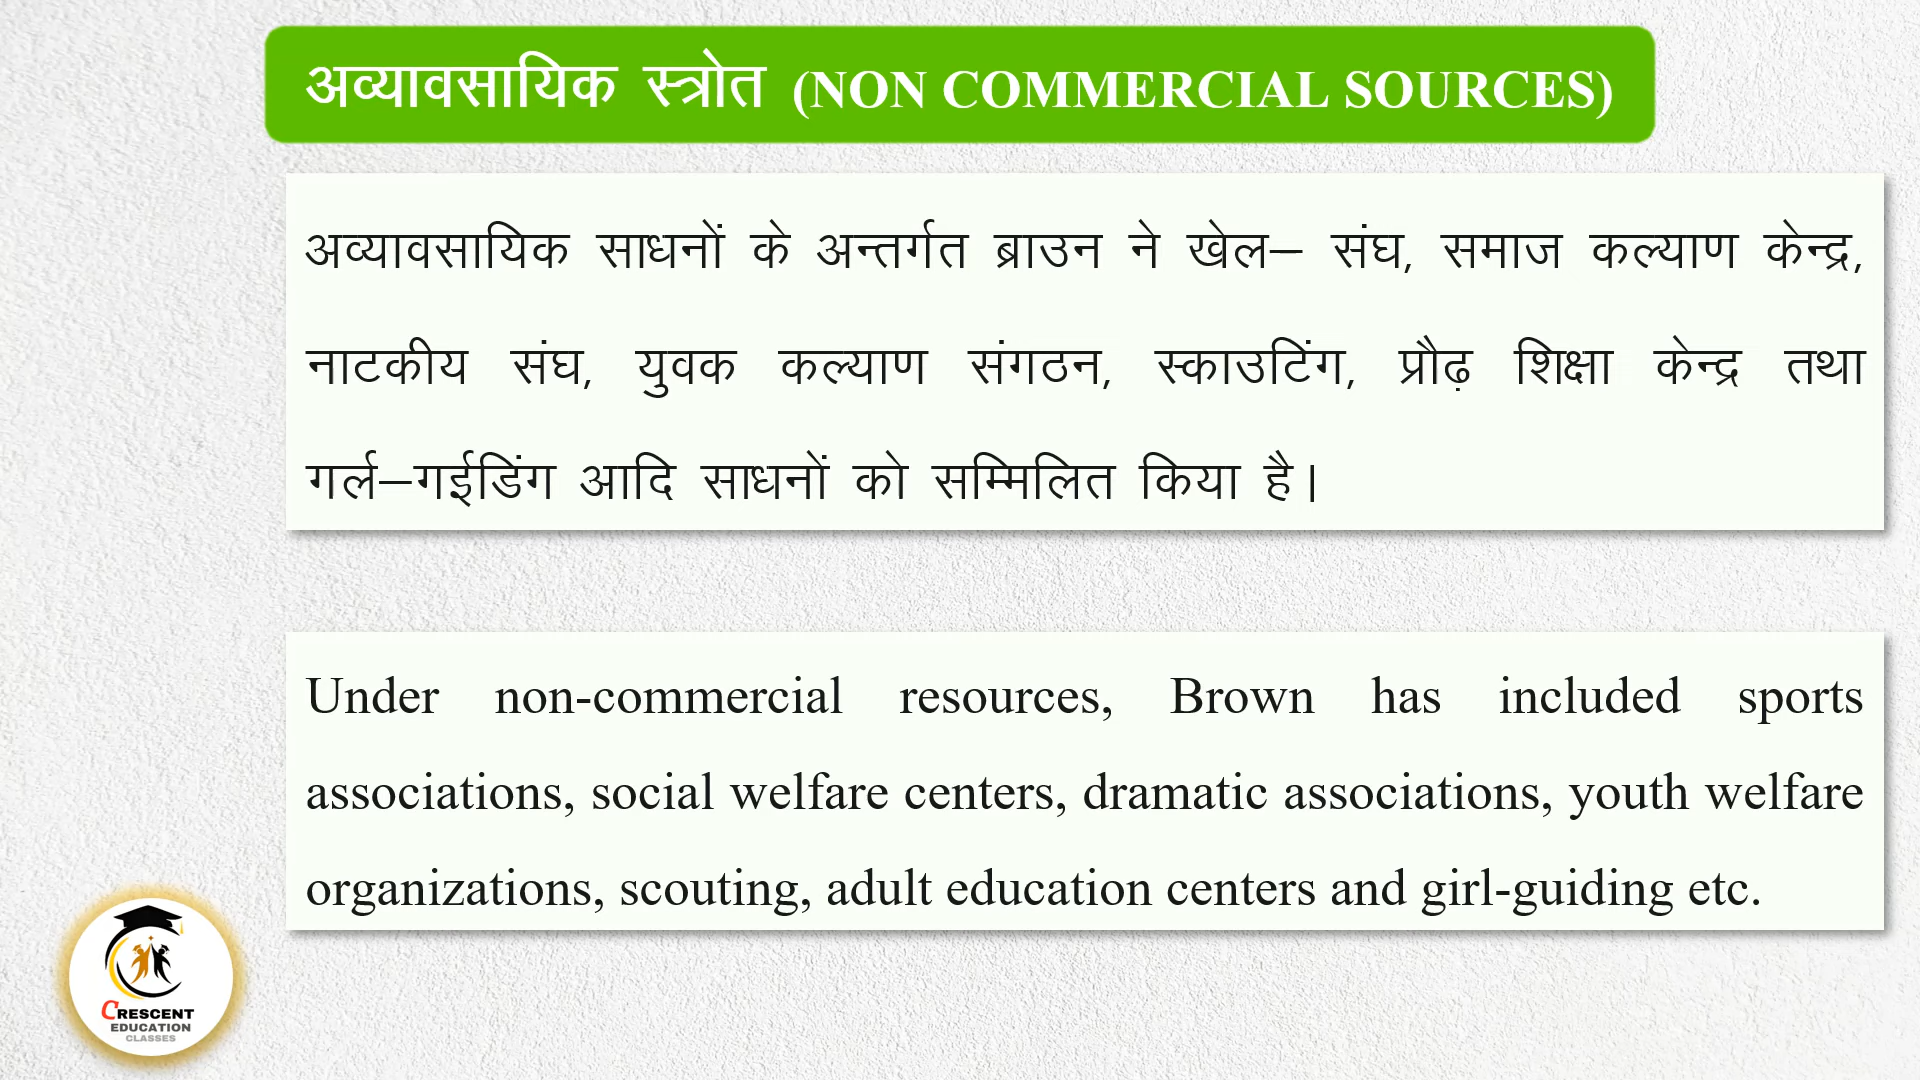 अव्यावसायिक स्त्रोत (NON COMMERCIAL SOURCES)
अव्यावसायिक साधनों के अन्तर्गत ब्राउन ने खेल– संघ, समाज कल्याण केन्द्र,
नाटकीय संघ, युवक कल्याण संगठन, स्काउटिंग, प्रौढ़ शिक्षा केन्द्र तथा
गर्ल–गईडिंग आदि साधनों को सम्मिलित किया है।
Under non-commercial resources, Brown has included sports
associations, social welfare centers, dramatic associations, youth welfare
organizations, scouting, adult education centers and girl-guiding etc.
CRESCENT
EDUCATION
CLASSES